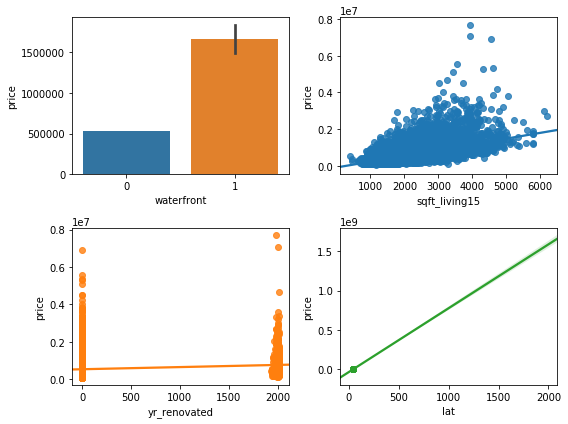 1e7
1500000
1000000
500000
0
price
0 1
waterfront
0.8
0.6
0.4
0.2
0.0
price
1000 2000 3000 4000 5000 6000
sqft_living15
1e7
0.8
0.6
0.4
0.2
0.0
price
0 500 1000 1500 2000
yr_renovated
1e9
1.5
1.0
0.5
0.0
price
0 500 1000 1500 2000
lat